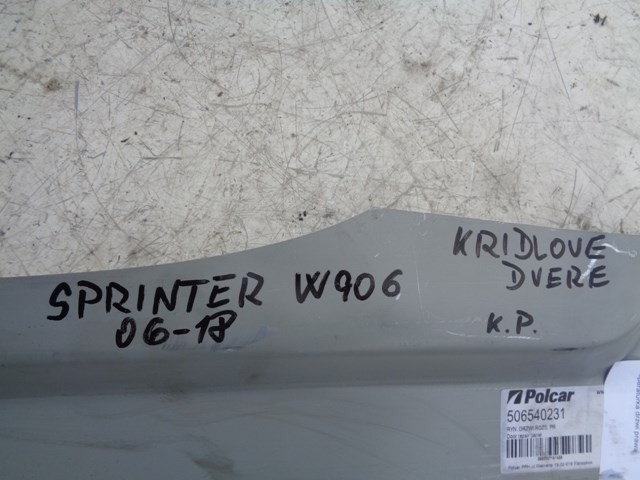 SPRINTER W906
06-18
KRIDLOVE
DVERE
K.P.
Polcar
506540231